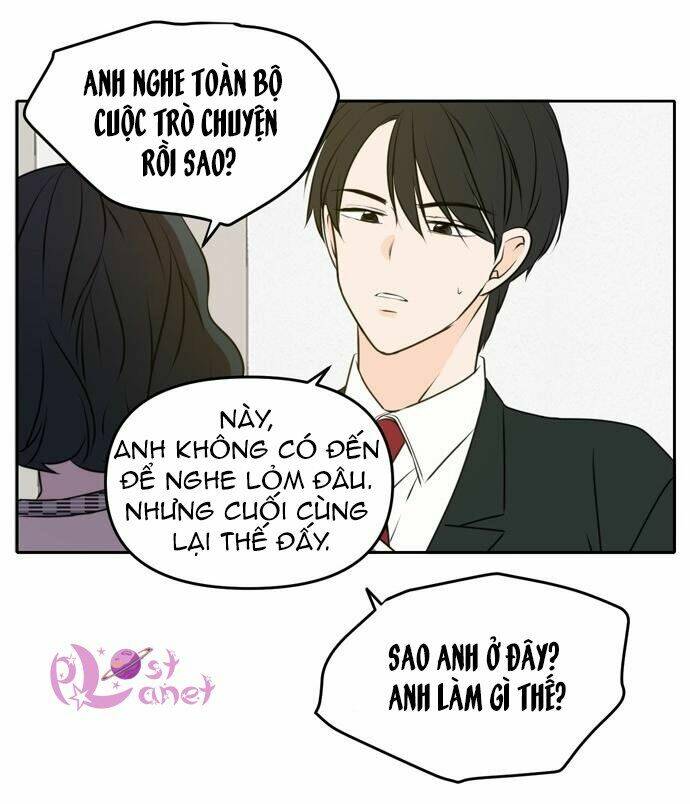 ANH NGHE TOÀN BỘ
CUỘC TRÒ CHUYỆN
RỒI SAO?
NÀY,
ANH KHÔNG CÓ ĐẾN
ĐỂ NGHE LỎM ĐÂU.
NHƯNG CUỐI CÙNG
LẠI THẾ ĐẤY.
SAO ANH Ở ĐÂY?
ANH LÀM GÌ THẾ?
Lost
Planet